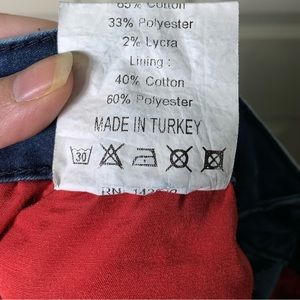 65% Cotton
33% Polyester
2% Lycra
Lining :
40% Cotton
60% Polyester
MADE IN TURKEY
30
RN: